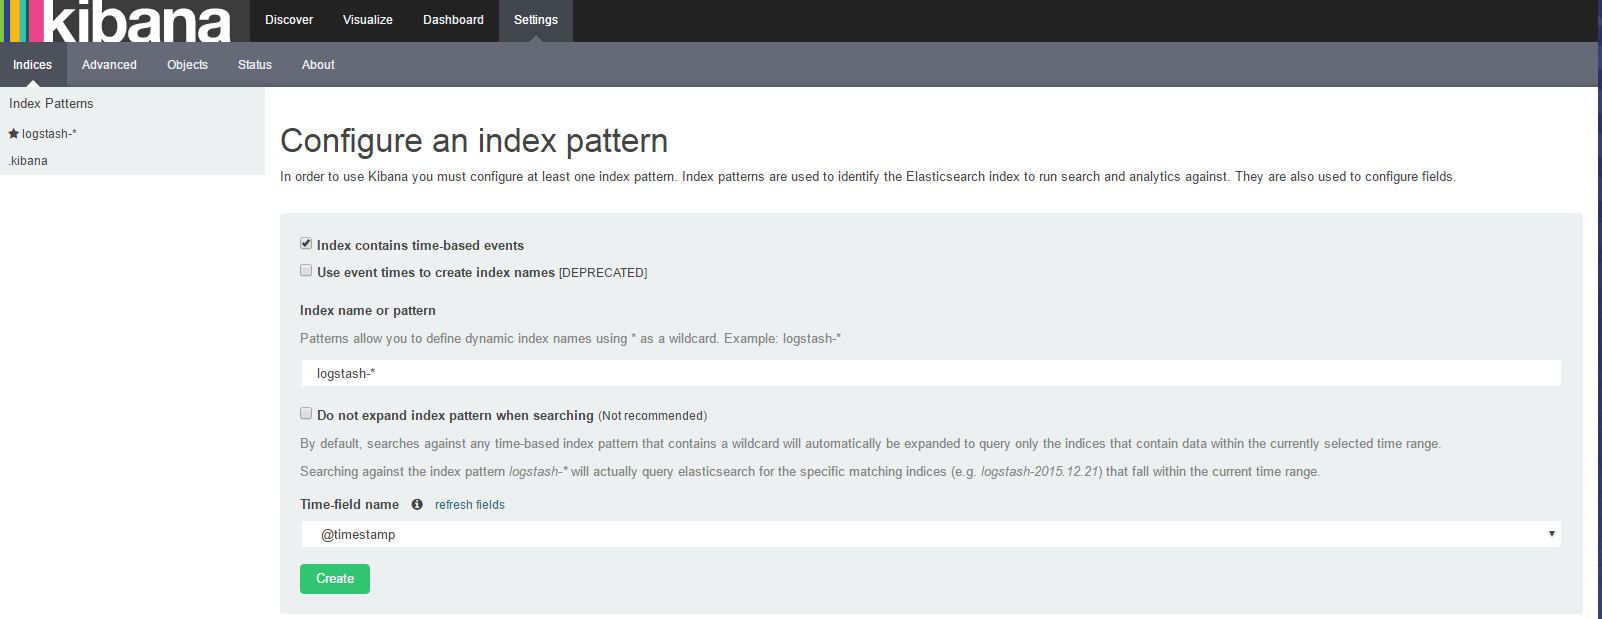 kibana Discover Visualize Dashboard Settings
Indices Advanced Objects Status About
Index Patterns
logstash-*
.kibana
Configure an index pattern
In order to use Kibana you must configure at least one index pattern. Index patterns are used to identify the Elasticsearch index to run search and analytics against. They are also used to configure fields.
Index contains time-based events
Use event times to create index names [DEPRECATED]
Index name or pattern
Patterns allow you to define dynamic index names using * as a wildcard. Example: logstash-*
logstash-*
Do not expand index pattern when searching (Not recommended)
By default, searches against any time-based index pattern that contains a wildcard will automatically be expanded to query only the indices that contain data within the currently selected time range.
Searching against the index pattern logstash-* will actually query elasticsearch for the specific matching indices (e.g. logstash-2015.12.21) that fall within the current time range.
Time-field name refresh fields
@timestamp
Create